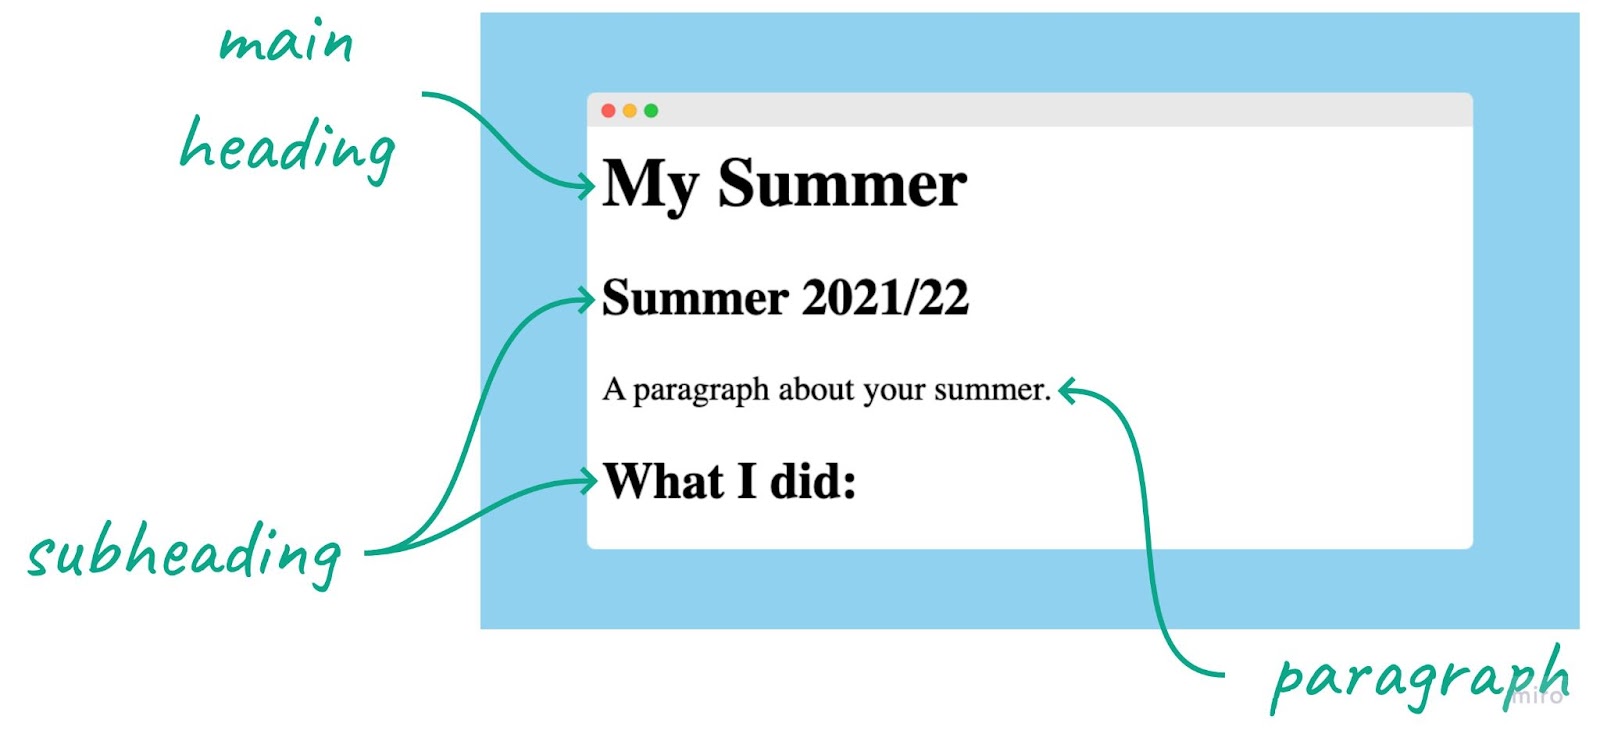 main
heading
My Summer
Summer 2021/22
A paragraph about your summer.
What I did:
subheading
paragraph
miro